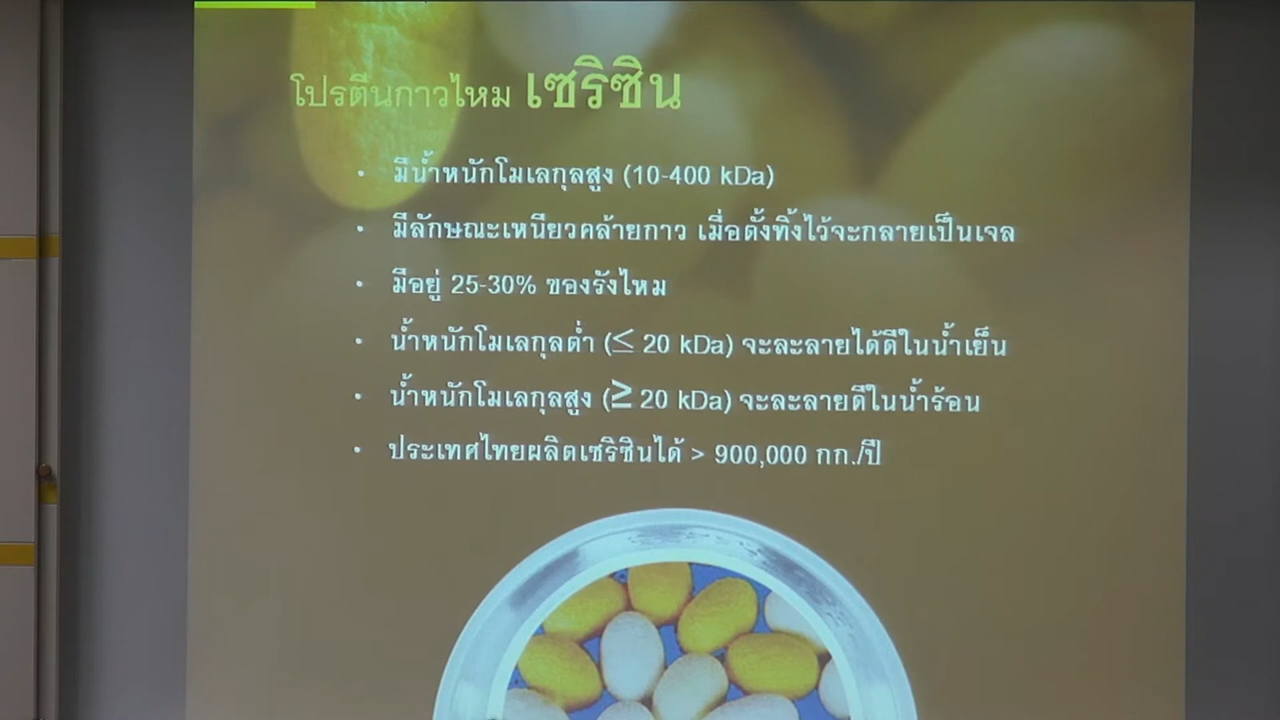 โปรตีนกาวไหม เซริซิน
• มีน้ำหนักโมเลกุลสูง (10-400 kDa)
• มีลักษณะเหนียวคล้ายกาว เมื่อตั้งทิ้งไว้จะกลายเป็นเจล
• มีอยู่ 25-30% ของรังไหม
• น้ำหนักโมเลกุลต่ำ (≤ 20 kDa) จะละลายได้ดีในน้ำเย็น
• น้ำหนักโมเลกุลสูง (≥ 20 kDa) จะละลายดีในน้ำร้อน
• ประเทศไทยผลิตเซริซินได้ > 900,000 กก./ปี